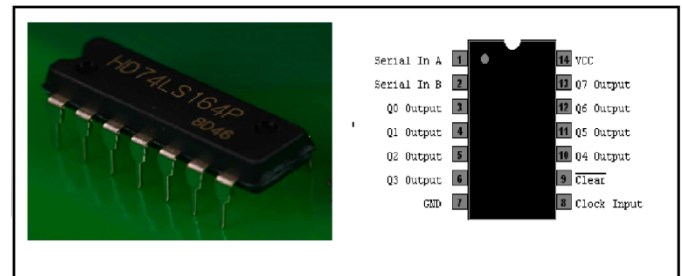 HD74LS164P
8D46
Serial In A 1
Serial In B 2
Q0 Output 3
Q1 Output 4
Q2 Output 5
Q3 Output 6
GND 7
14 VCC
13 Q7 Output
12 Q6 Output
11 Q5 Output
10 Q4 Output
9 Clear
8 Clock Input